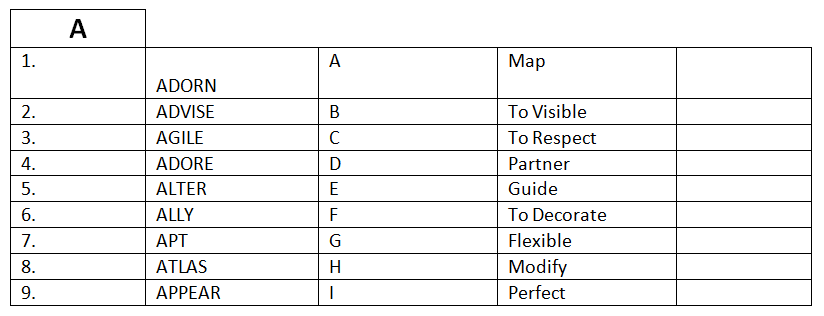 A
1. A Map
ADORN
2. ADVISE B To Visible
3. AGILE C To Respect
4. ADORE D Partner
5. ALTER E Guide
6. ALLY F To Decorate
7. APT G Flexible
8. ATLAS H Modify
9. APPEAR I Perfect